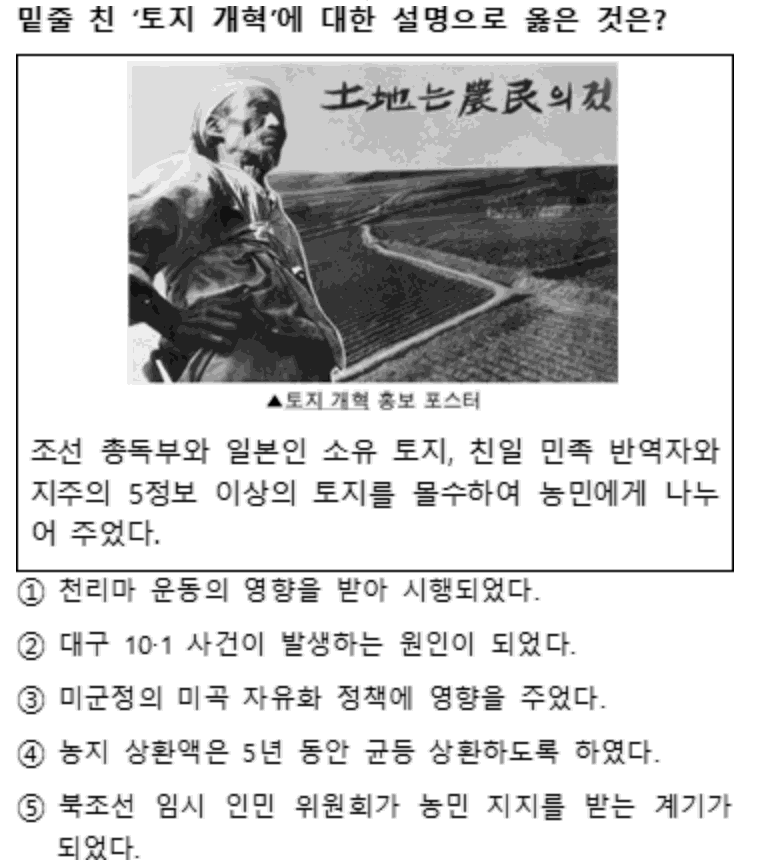 밑줄 친 ‘토지 개혁’에 대한 설명으로 옳은 것은?
土地는 農民의 것
▲토지 개혁 홍보 포스터
조선 총독부와 일본인 소유 토지, 친일 민족 반역자와
지주의 5정보 이상의 토지를 몰수하여 농민에게 나누
어 주었다.
① 천리마 운동의 영향을 받아 시행되었다.
② 대구 10·1 사건이 발생하는 원인이 되었다.
③ 미군정의 미곡 자유화 정책에 영향을 주었다.
④ 농지 상환액은 5년 동안 균등 상환하도록 하였다.
⑤ 북조선 임시 인민 위원회가 농민 지지를 받는 계기가
되었다.